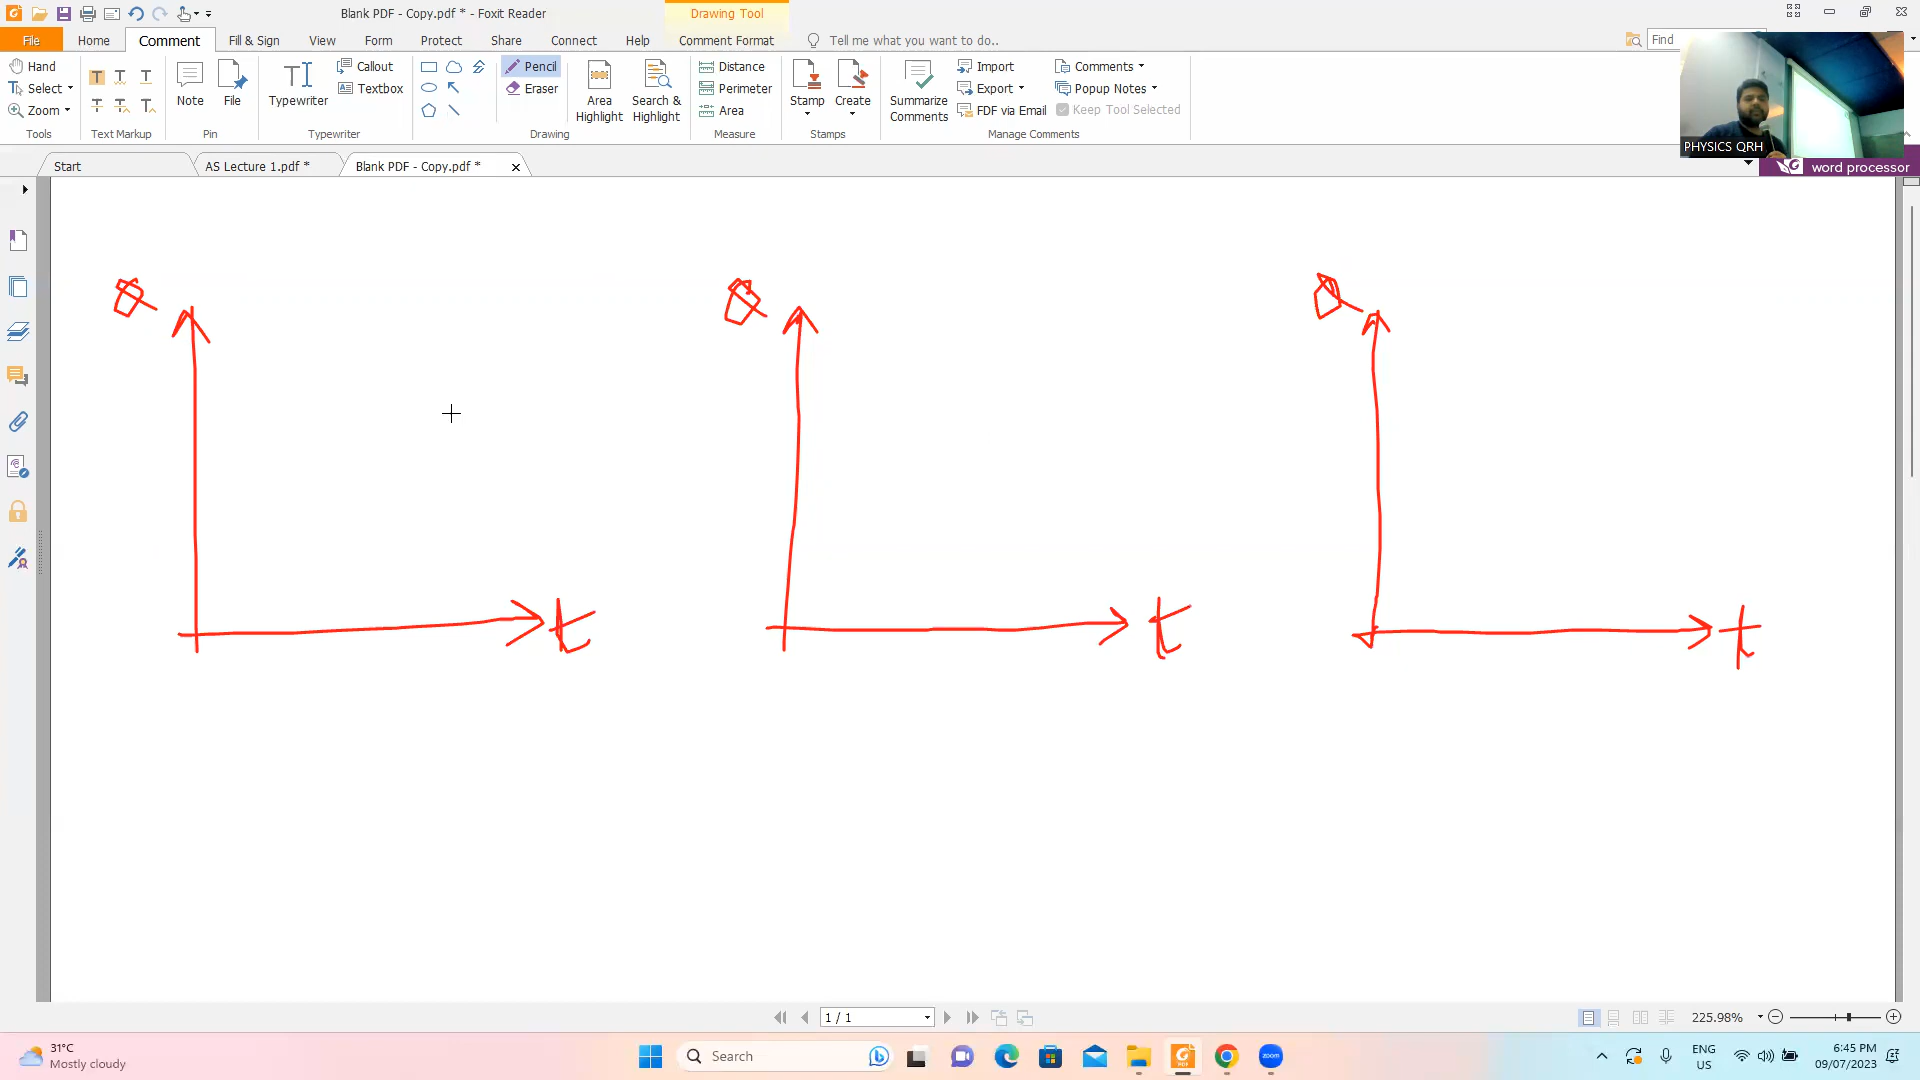 Blank PDF - Copy.pdf * - Foxit Reader
Drawing Tool
File Home Comment Fill & Sign View Form Protect Share Connect Help Comment Format Tell me what you want to do.. Find
Hand
Select
Zoom
Tools
Text Markup
Note
File
Pin
Typewriter
Callout
Textbox
Typewriter
Pencil
Eraser
Drawing
Area Highlight
Search & Highlight
Distance
Perimeter
Area
Measure
Stamp
Create
Stamps
Summarize Comments
Import
Export
FDF via Email
Comments
Popup Notes
Keep Tool Selected
Manage Comments
PHYSICS QRH
word processor
Start
AS Lecture 1.pdf *
Blank PDF - Copy.pdf *
t t t
1 / 1
225.98%
31°C
Mostly cloudy
Search
zoom
ENG
US
6:45 PM
09/07/2023